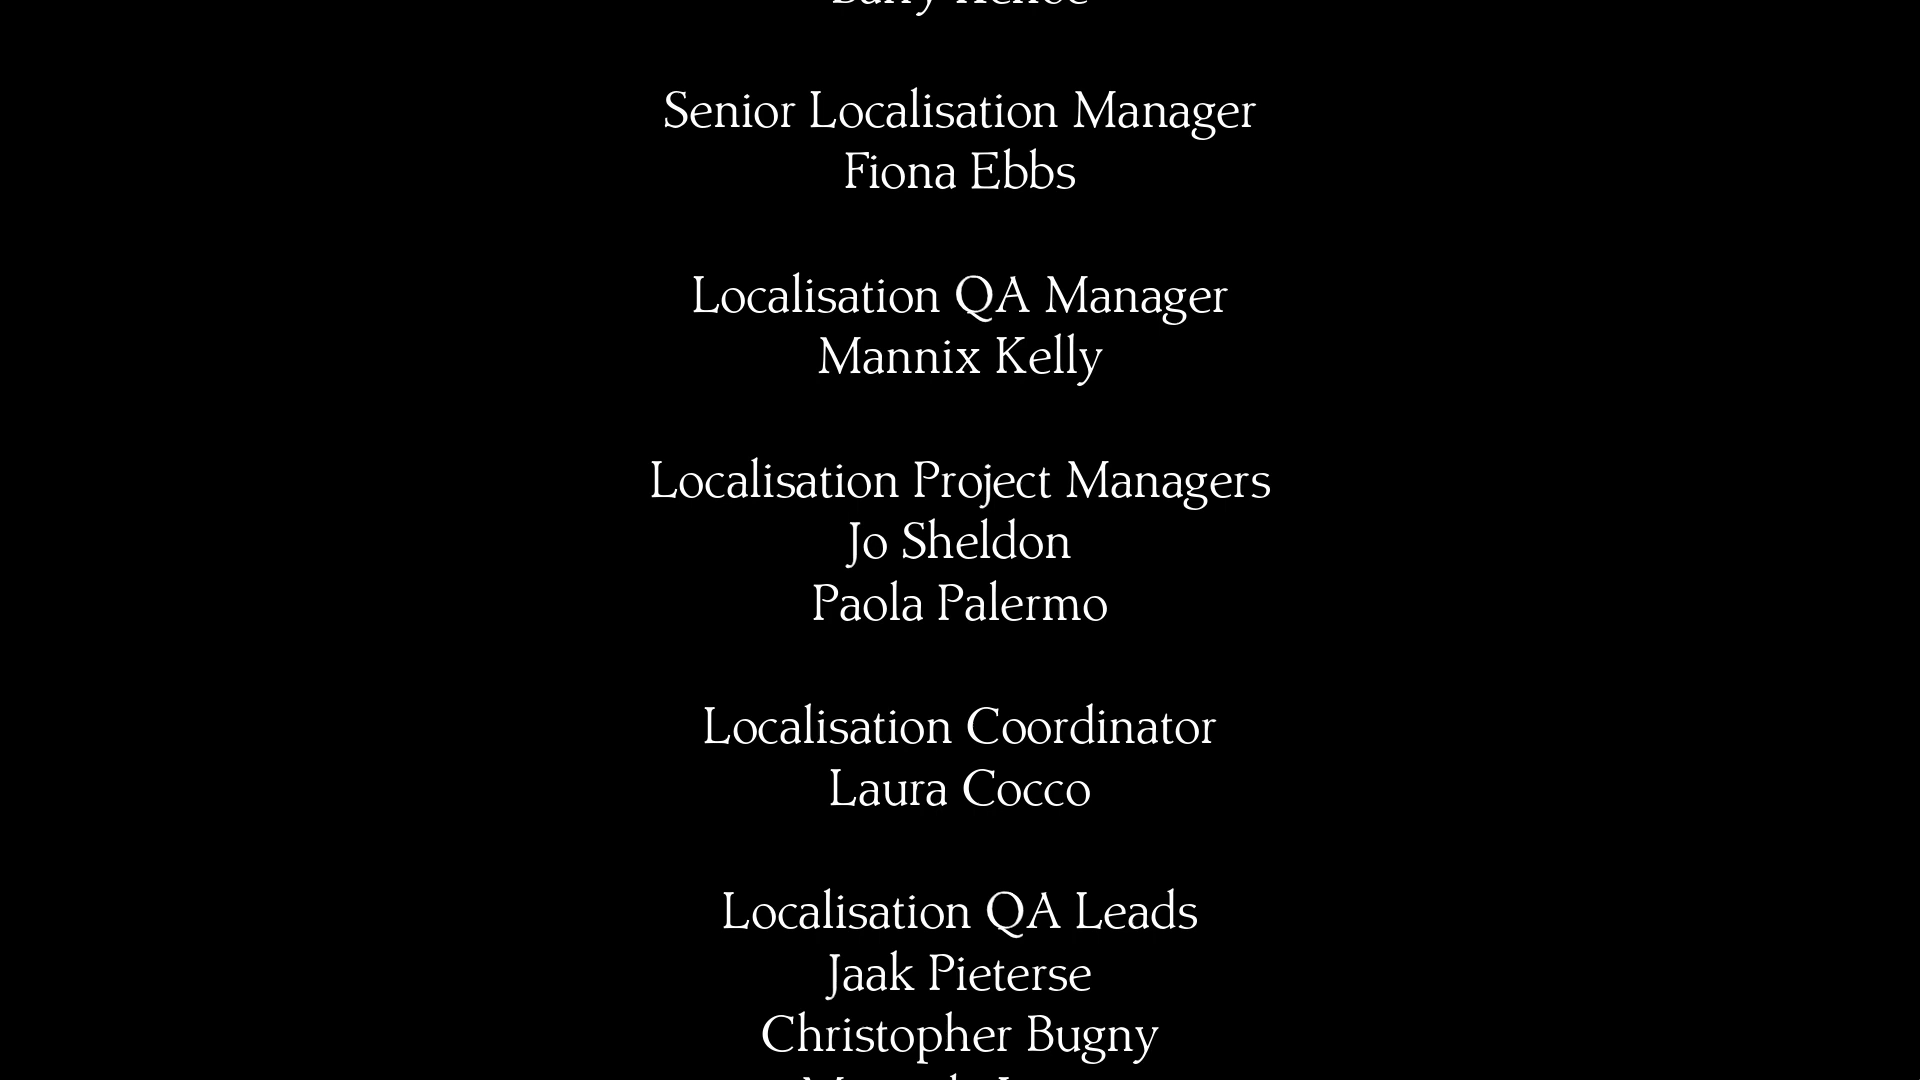 Senior Localisation Manager
Fiona Ebbs
Localisation QA Manager
Mannix Kelly
Localisation Project Managers
Jo Sheldon
Paola Palermo
Localisation Coordinator
Laura Cocco
Localisation QA Leads
Jaak Pieterse
Christopher Bugny